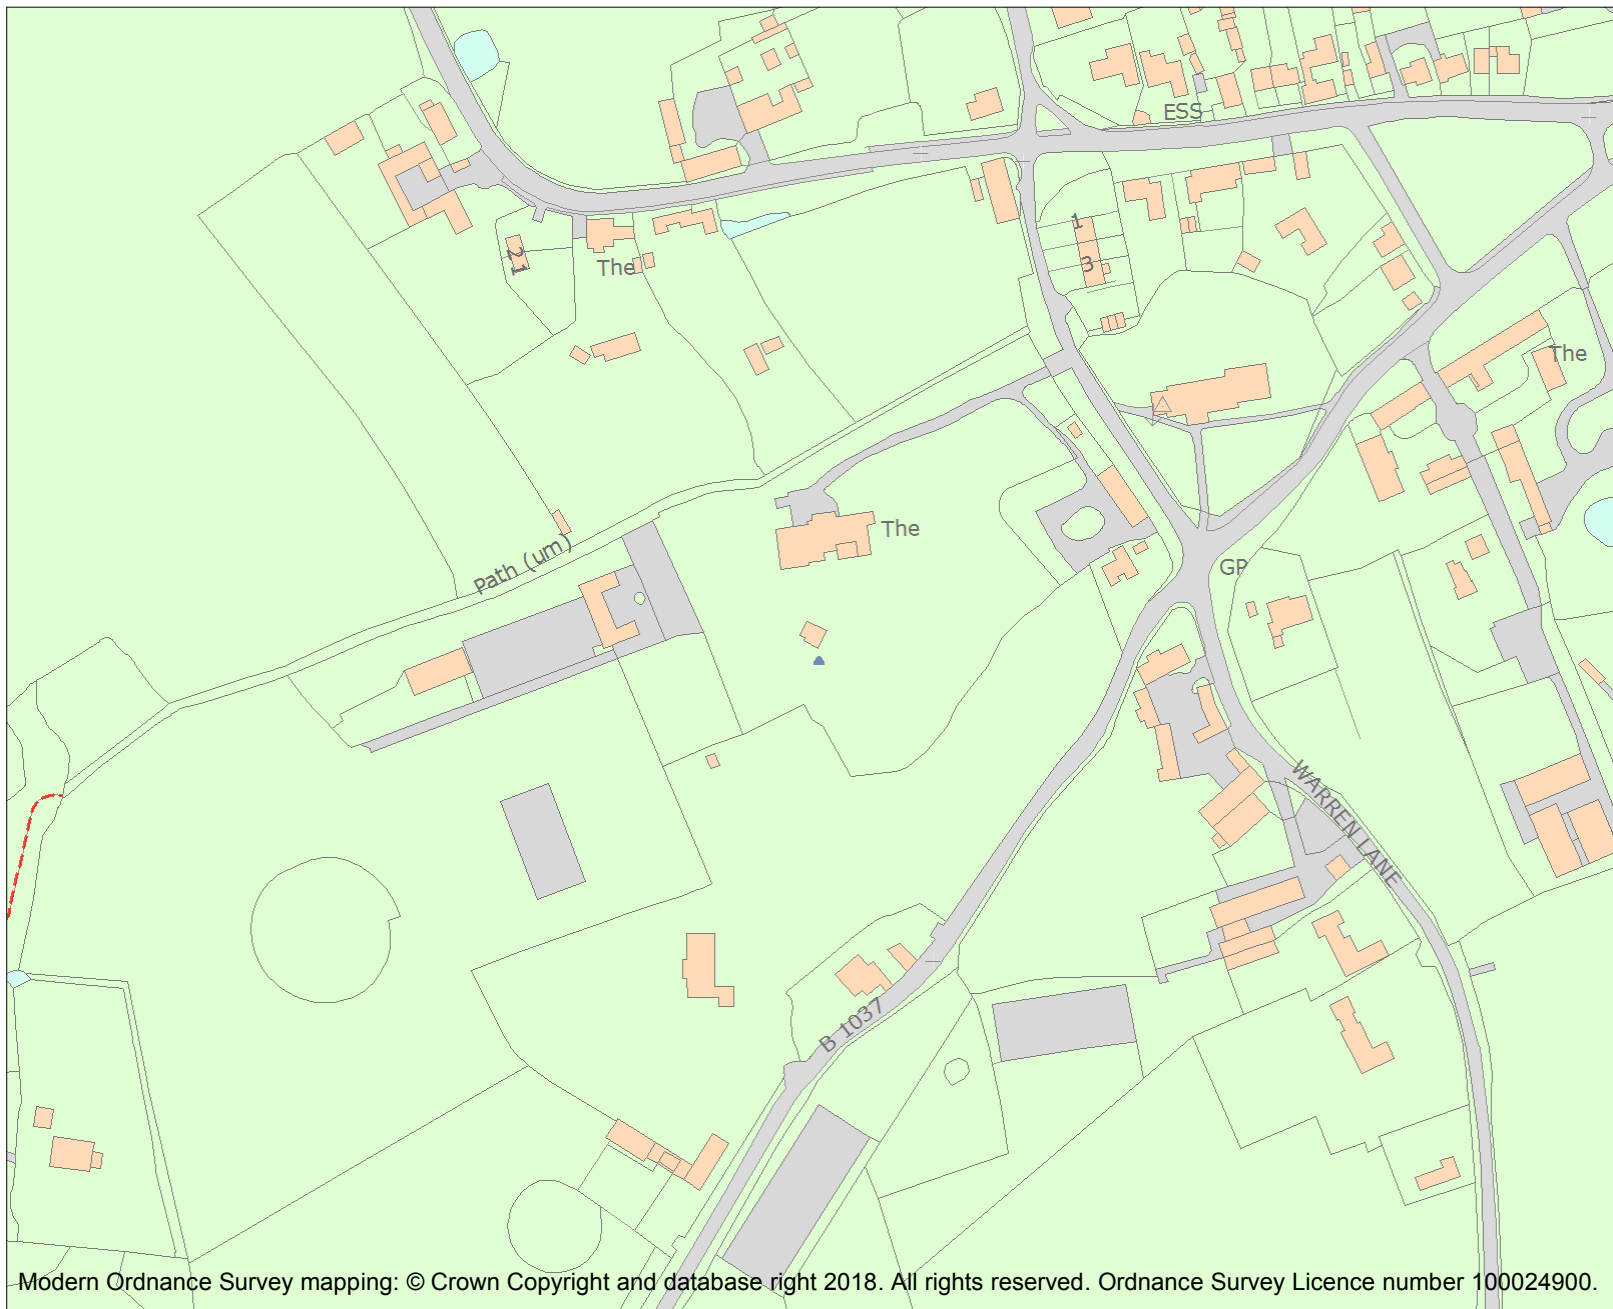 ESS
1
3
21
The
The
The
Path (um)
GP
WARREN LANE
B 1037
Modern Ordnance Survey mapping: © Crown Copyright and database right 2018. All rights reserved. Ordnance Survey Licence number 100024900.